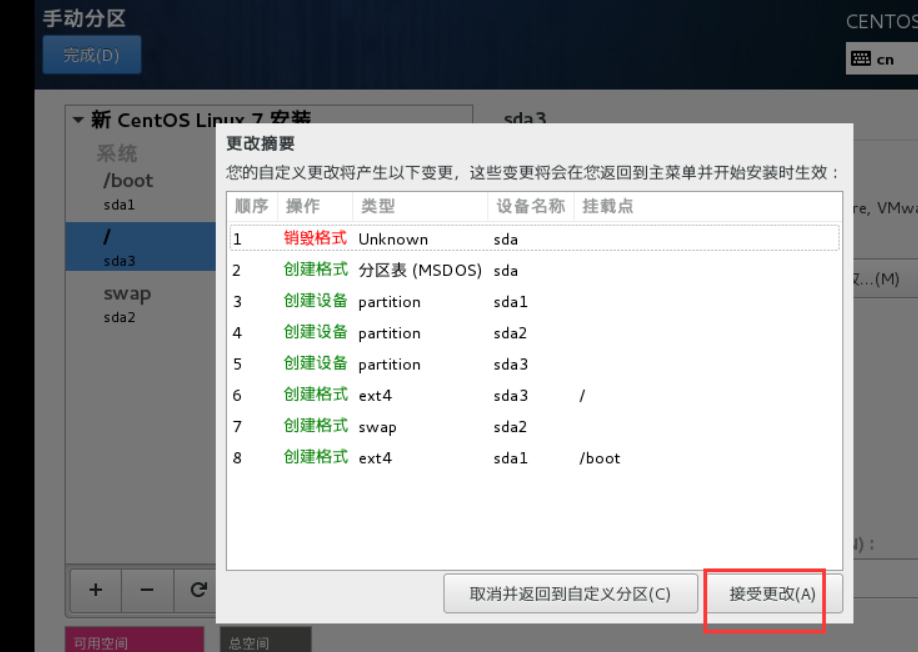 手动分区
CENTOS
完成(D)
cn
新 CentOS Linux 7 安装
sda3
系统
/boot
sda1
/
sda3
swap
sda2
更改摘要
您的自定义更改将产生以下变更，这些变更将会在您返回到主菜单并开始安装时生效：
顺序 操作 类型 设备名称 挂载点
1 销毁格式 Unknown sda
2 创建格式 分区表 (MSDOS) sda
3 创建设备 partition sda1
4 创建设备 partition sda2
5 创建设备 partition sda3
6 创建格式 ext4 sda3 /
7 创建格式 swap sda2
8 创建格式 ext4 sda1 /boot
re, VMwa
...(M)
取消并返回到自定义分区(C)
接受更改(A)
可用空间
总空间